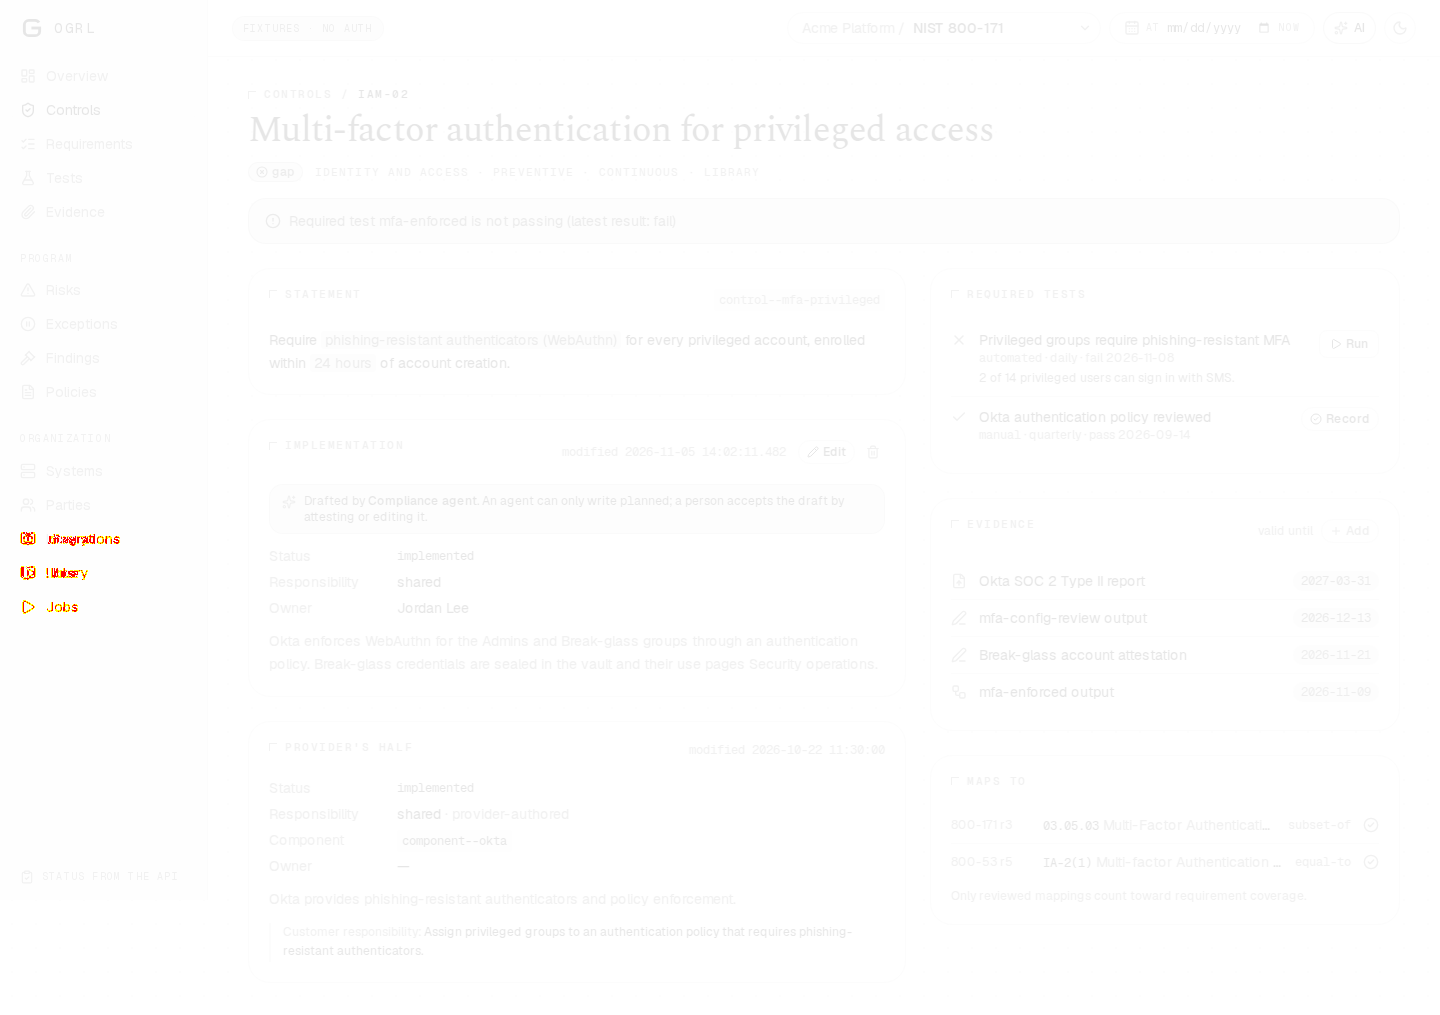 OGRL
FIXTURES NO AUTH
Acme Platform / NIST 800-171
AT mm/dd/yyyy NOW
AI
Overview
Controls
Requirements
Tests
Evidence
PROGRAM
Risks
Exceptions
Findings
Policies
ORGANIZATION
Systems
Parties
Jobs
STATUS FROM THE API
CONTROLS / IAM-02
Multi-factor authentication for privileged access
gap IDENTITY AND ACCESS · PREVENTIVE · CONTINUOUS · LIBRARY
Required test mfa-enforced is not passing (latest result: fail)
STATEMENT
control--mfa-privileged
Require phishing-resistant authenticators (WebAuthn) for every privileged account, enrolled
within 24 hours of account creation.
IMPLEMENTATION
modified 2026-11-05 14:02:11.482 Edit
Drafted by Compliance agent. An agent can only write planned; a person accepts the draft by
attesting or editing it.
Status implemented
Responsibility shared
Owner Jordan Lee
Okta enforces WebAuthn for the Admins and Break-glass groups through an authentication
policy. Break-glass credentials are sealed in the vault and their use pages Security operations.
PROVIDER'S HALF
modified 2026-10-22 11:30:00
Status implemented
Responsibility shared · provider-authored
Component component--okta
Owner —
Okta provides phishing-resistant authenticators and policy enforcement.
Customer responsibility: Assign privileged groups to an authentication policy that requires phishing-
resistant authenticators.
REQUIRED TESTS
Privileged groups require phishing-resistant MFA
Run
automated · daily · fail 2026-11-08
2 of 14 privileged users can sign in with SMS.
Okta authentication policy reviewed
Record
manual · quarterly · pass 2026-09-14
EVIDENCE
valid until + Add
Okta SOC 2 Type II report 2027-03-31
mfa-config-review output 2026-12-13
Break-glass account attestation 2026-11-21
mfa-enforced output 2026-11-09
MAPS TO
800-171r3 03.05.03 Multi-Factor Authenticati… subset-of
800-53r5 IA-2(1) Multi-factor Authentication … equal-to
Only reviewed mappings count toward requirement coverage.